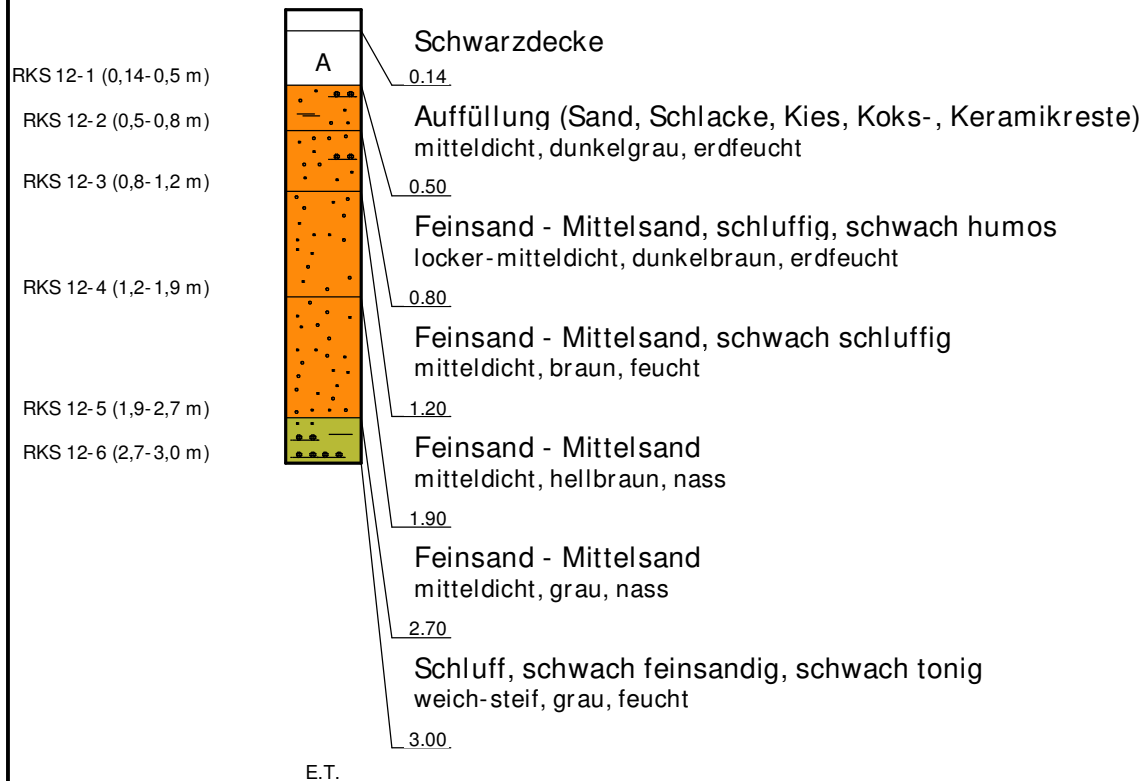 Schwarzdecke
A
RKS 12-1 (0,14-0,5 m)
0.14
Auffüllung (Sand, Schlacke, Kies, Koks-, Keramikreste)
RKS 12-2 (0,5-0,8 m)
mitteldicht, dunkelgrau, erdfeucht
RKS 12-3 (0,8-1,2 m)
0.50
Feinsand - Mittelsand, schluffig, schwach humos
locker-mitteldicht, dunkelbraun, erdfeucht
RKS 12-4 (1,2-1,9 m)
0.80
Feinsand - Mittelsand, schwach schluffig
mitteldicht, braun, feucht
RKS 12-5 (1,9-2,7 m)
1.20
Feinsand - Mittelsand
RKS 12-6 (2,7-3,0 m)
mitteldicht, hellbraun, nass
1.90
Feinsand - Mittelsand
mitteldicht, grau, nass
2.70
Schluff, schwach feinsandig, schwach tonig
weich-steif, grau, feucht
3.00
E.T.